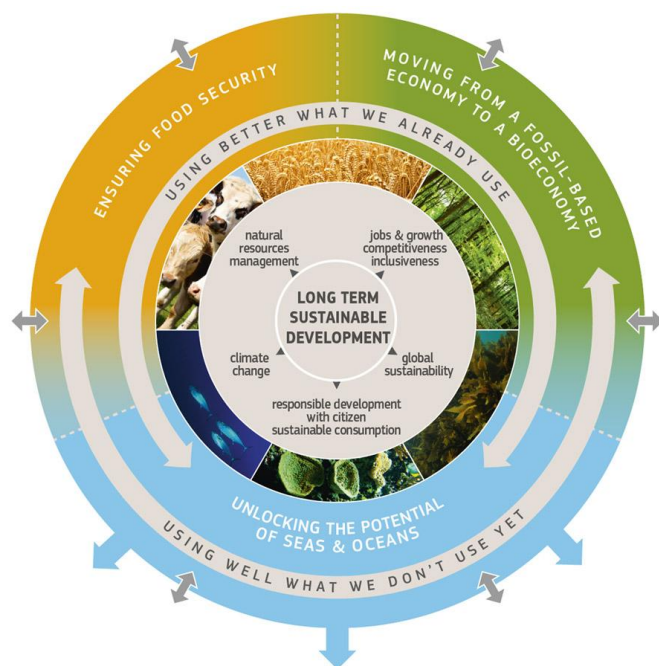 ENSURING FOOD SECURITY
MOVING FROM A FOSSIL-BASED
ECONOMY TO A BIOECONOMY
USING BETTER WHAT WE ALREADY USE
natural
resources
management
jobs & growth
competitiveness
inclusiveness
LONG TERM
SUSTAINABLE
DEVELOPMENT
climate
change
global
sustainability
responsible development
with citizen
sustainable consumption
UNLOCKING THE POTENTIAL
OF SEAS & OCEANS
USING WELL WHAT WE DON'T USE YET